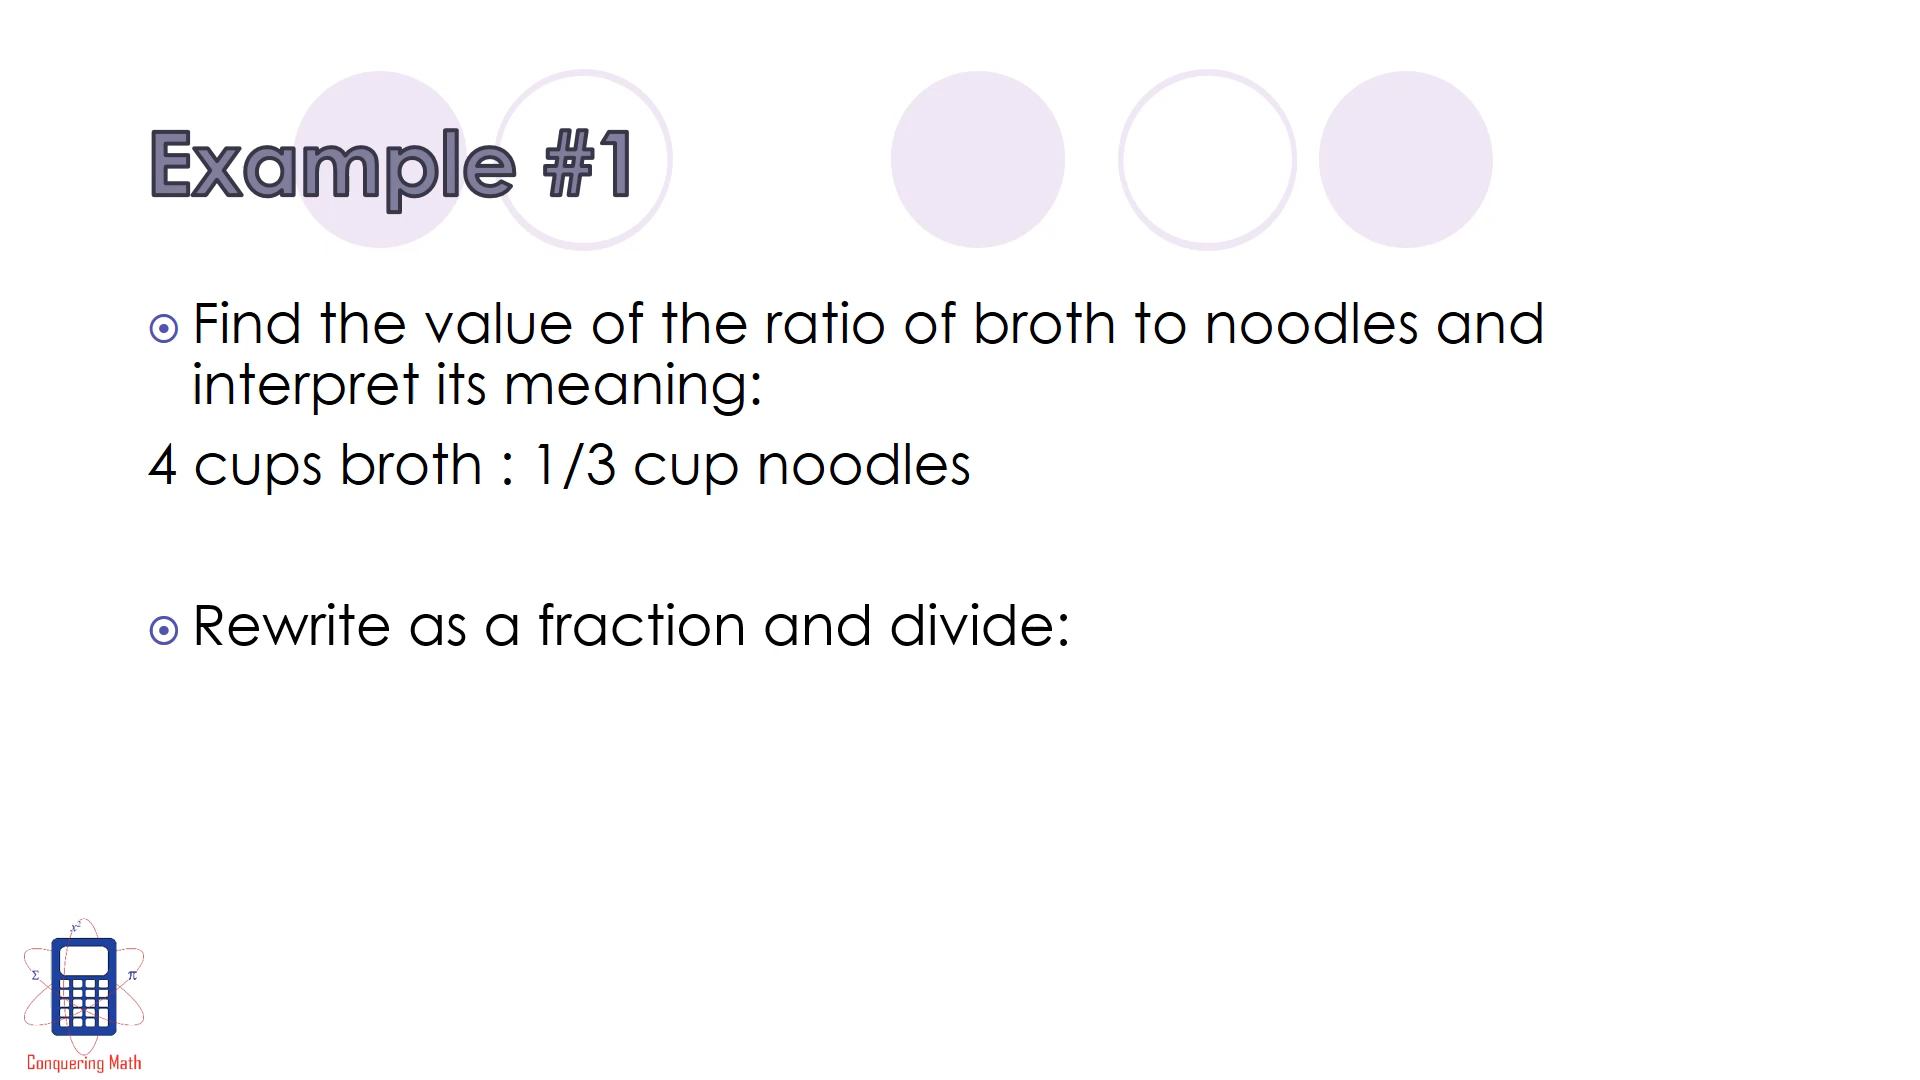 Example #1
Find the value of the ratio of broth to noodles and
interpret its meaning:
4 cups broth : 1/3 cup noodles
Rewrite as a fraction and divide:
x²
Σ
π
Conquering Math